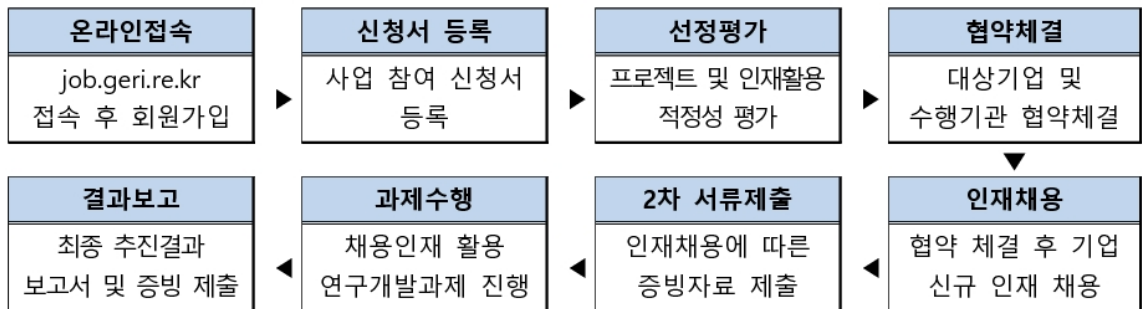 온라인접속
job.geri.re.kr
접속 후 회원가입
▶
신청서 등록
사업 참여 신청서
등록
▶
선정평가
프로젝트 및 인재활용
적정성 평가
▶
협약체결
대상기업 및
수행기관 협약체결
▼
인재채용
협약 체결 후 기업
신규 인재 채용
◀
2차 서류제출
인재채용에 따른
증빙자료 제출
◀
과제수행
채용인재 활용
연구개발과제 진행
◀
결과보고
최종 추진결과
보고서 및 증빙 제출